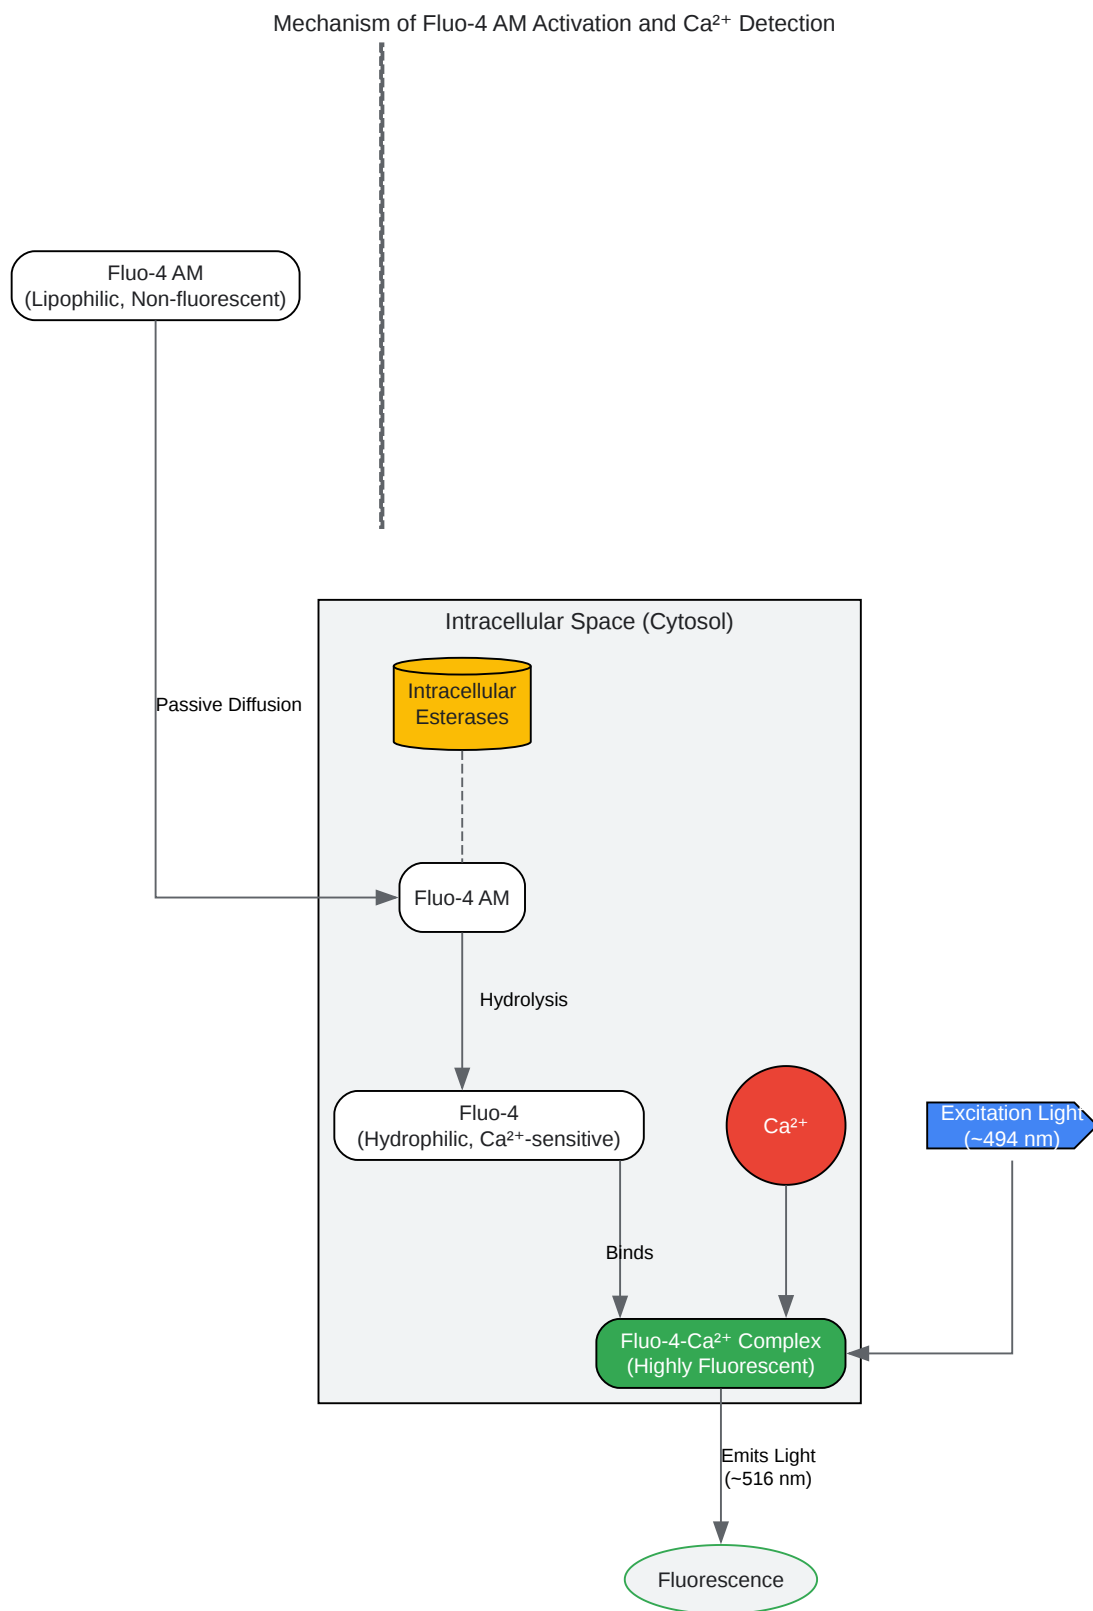 Mechanism of Fluo-4 AM Activation and Ca²⁺ Detection
Fluo-4 AM
(Lipophilic, Non-fluorescent)
Intracellular Space (Cytosol)
Intracellular
Esterases
Passive Diffusion
Fluo-4 AM
Hydrolysis
Fluo-4
(Hydrophilic, Ca²⁺-sensitive)
Ca²⁺
Excitation Light
(~494 nm)
Binds
Fluo-4-Ca²⁺ Complex
(Highly Fluorescent)
Emits Light
(~516 nm)
Fluorescence